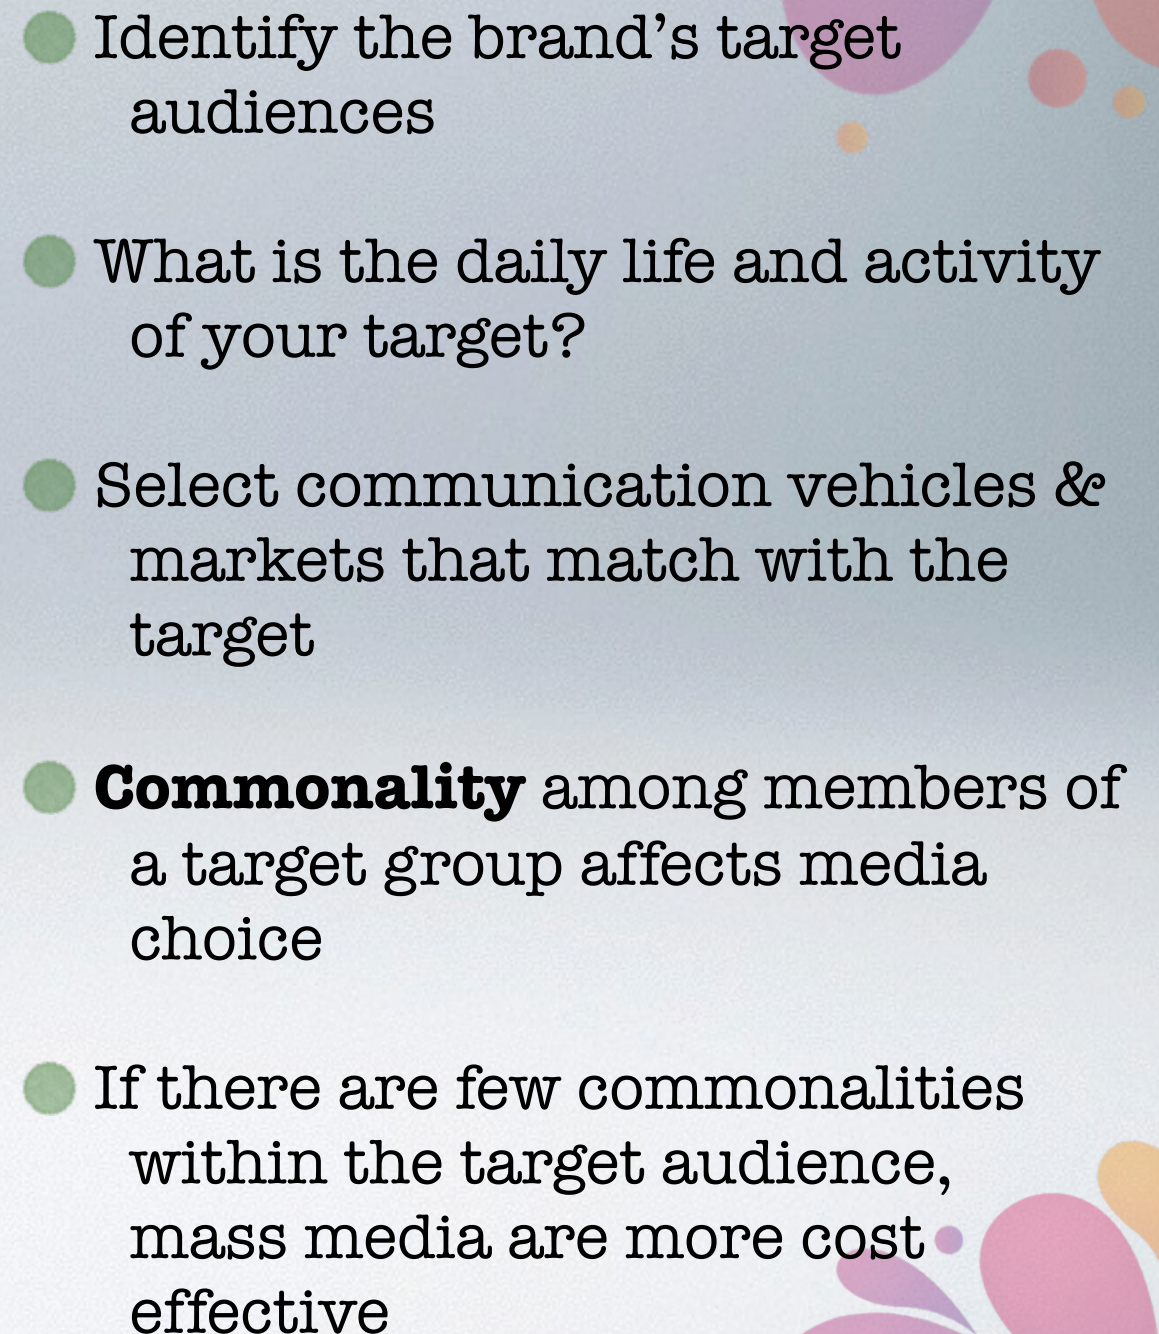 Identify the brand’s target
audiences
What is the daily life and activity
of your target?
Select communication vehicles &
markets that match with the
target
Commonality among members of
a target group affects media
choice
If there are few commonalities
within the target audience,
mass media are more cost
effective